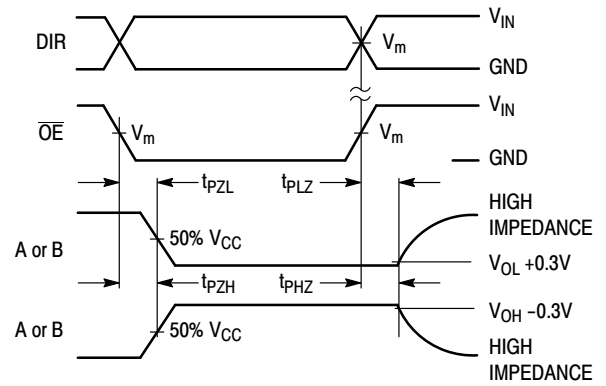 DIR
V_IN
V_m
GND
OE
V_IN
V_m
V_m
GND
t_PZL
t_PLZ
HIGH
IMPEDANCE
A or B
50% V_CC
V_OL +0.3V
t_PZH
t_PHZ
V_OH −0.3V
A or B
50% V_CC
HIGH
IMPEDANCE